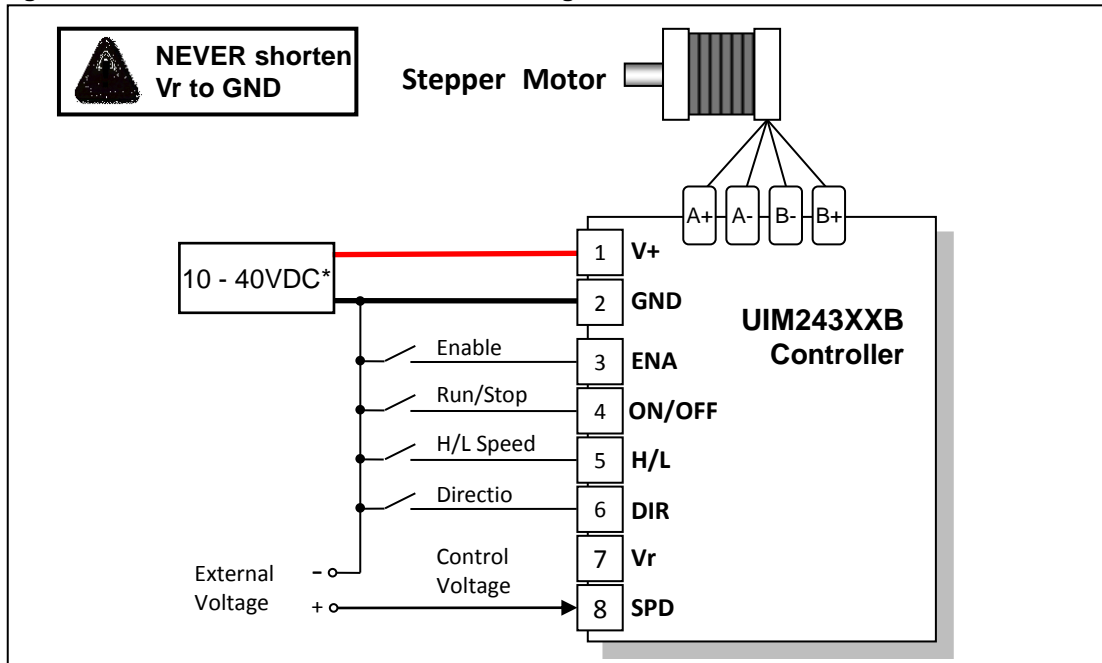 NEVER shorten
Vr to GND
Stepper Motor
A+ A- B- B+
10 - 40VDC*
1 V+
2 GND
UIM243XXB
Controller
Enable
3 ENA
Run/Stop
4 ON/OFF
H/L Speed
5 H/L
Directio
6 DIR
7 Vr
Control
Voltage
External
Voltage
-
+
8 SPD